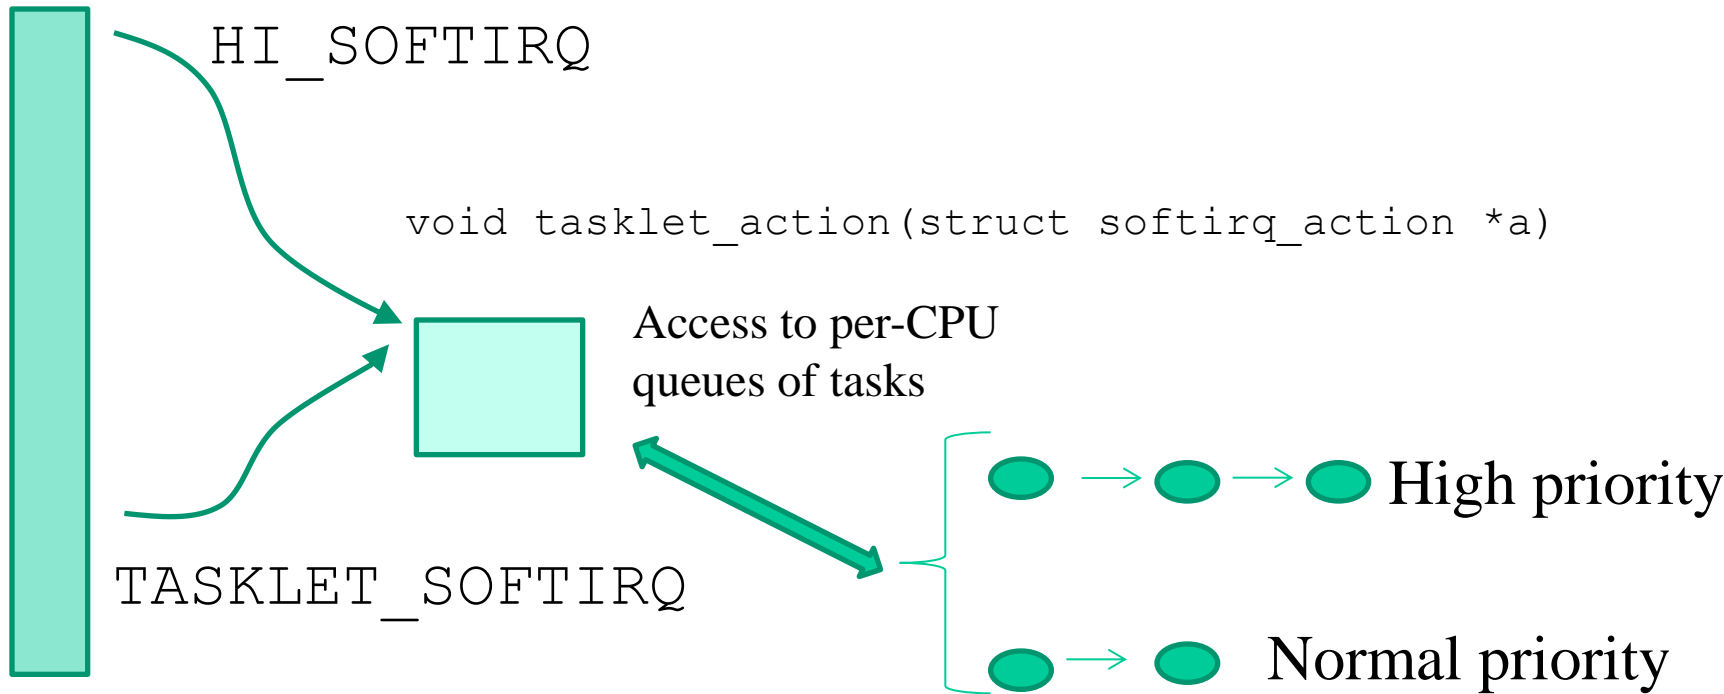 HI_SOFTIRQ
void tasklet_action(struct softirq_action *a)
Access to per-CPU
queues of tasks
High priority
TASKLET_SOFTIRQ
Normal priority